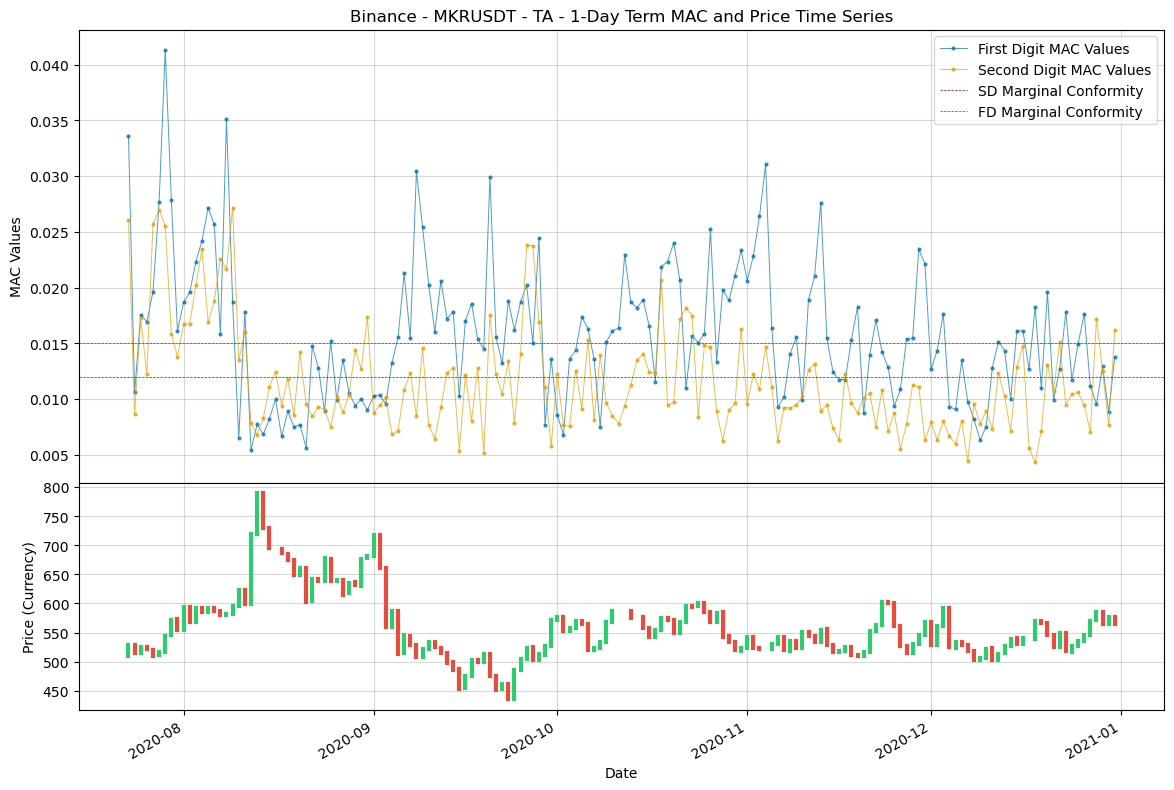 Binance - MKRUSDT - TA - 1-Day Term MAC and Price Time Series
First Digit MAC Values
Second Digit MAC Values
SD Marginal Conformity
FD Marginal Conformity
MAC Values
0.040
0.035
0.030
0.025
0.020
0.015
0.010
0.005
Price (Currency)
800
750
700
650
600
550
500
450
2020-08
2020-09
2020-10
2020-11
2020-12
2021-01
Date